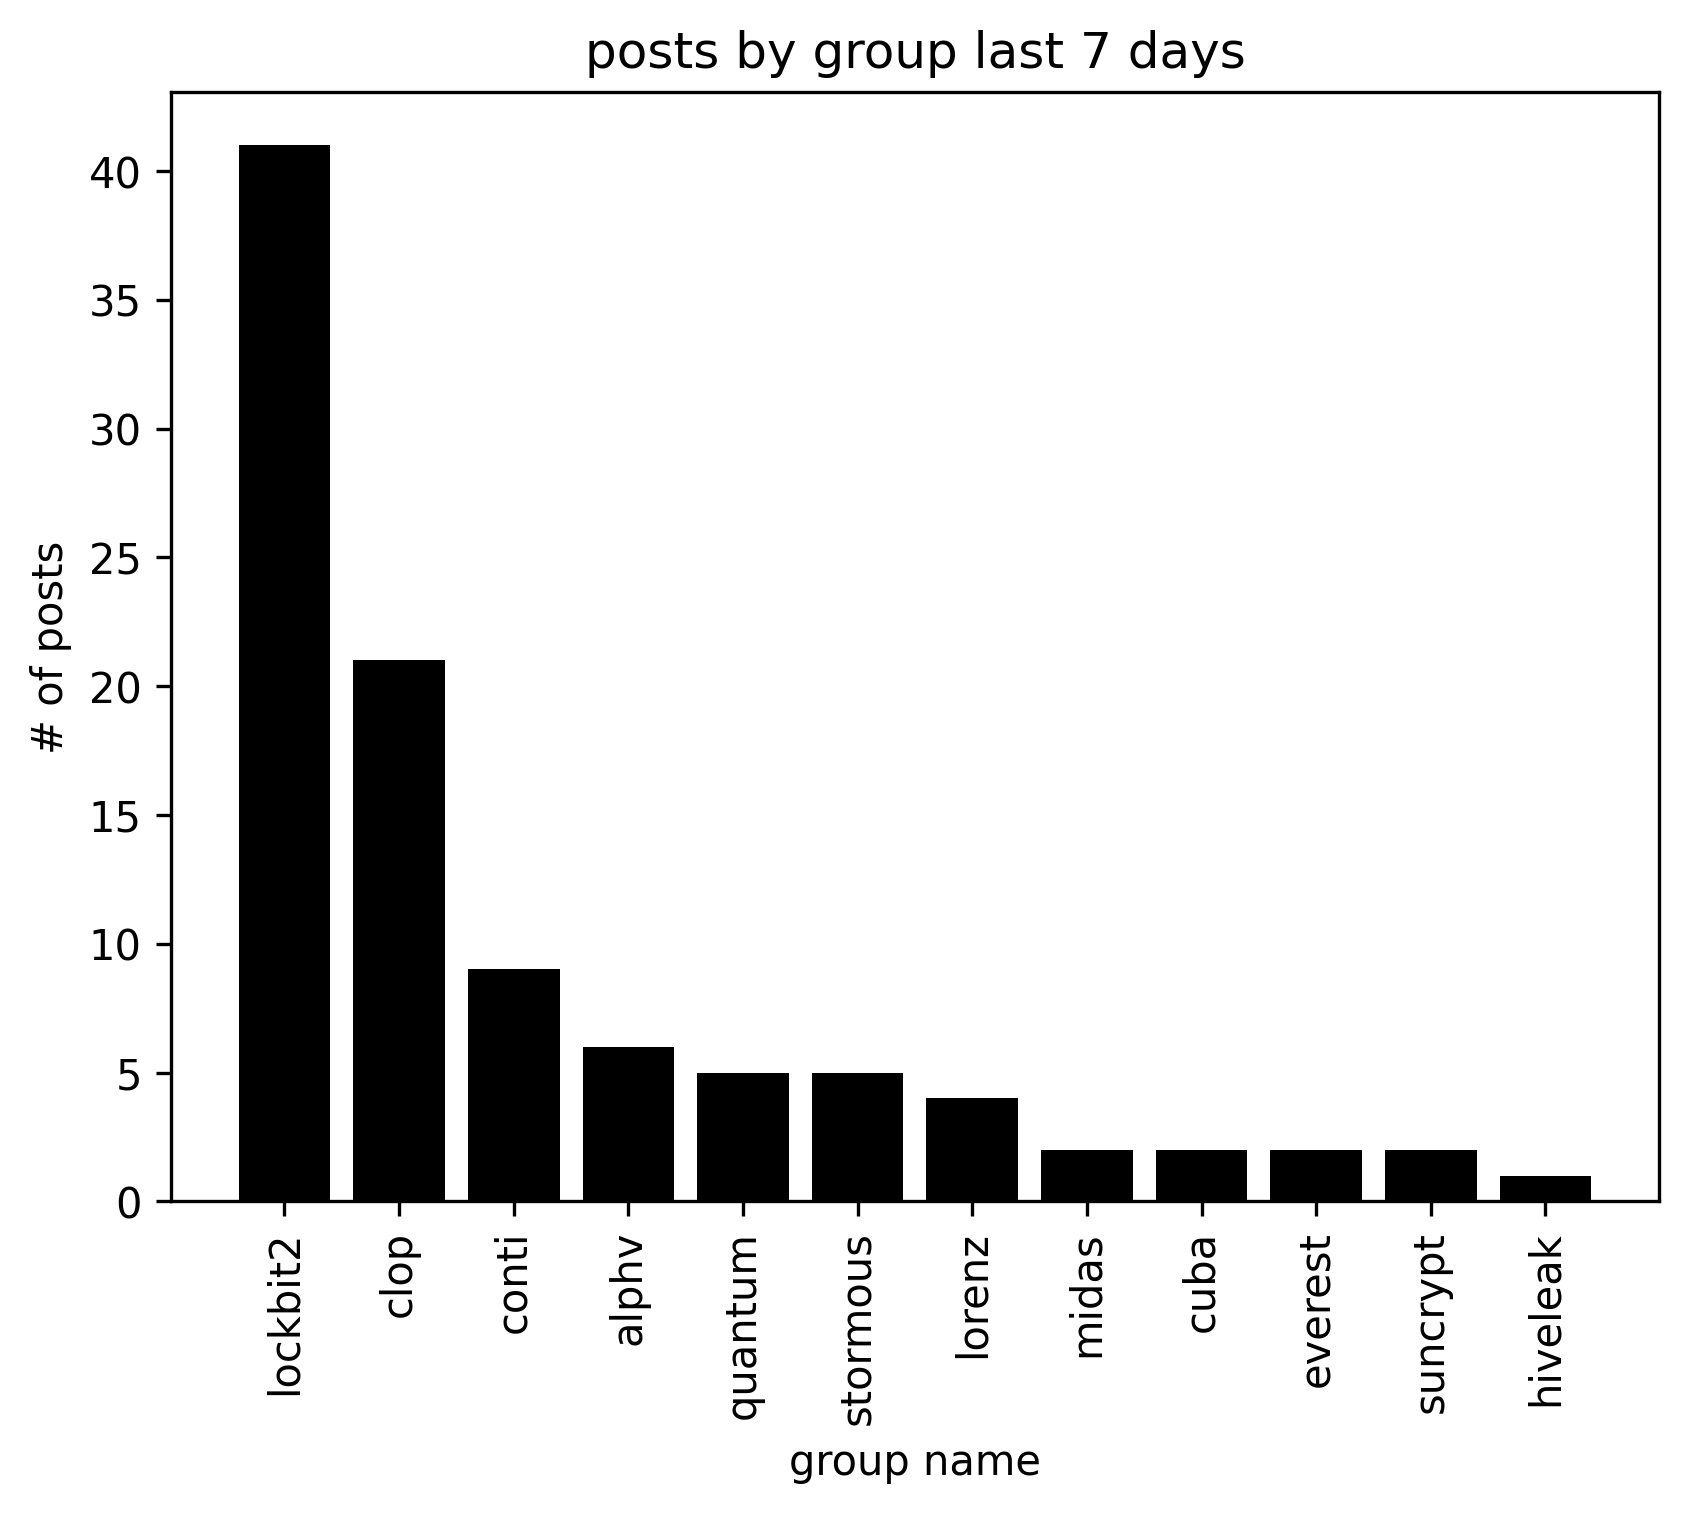 posts by group last 7 days
# of posts
40
35
30
25
20
15
10
5
0
lockbit2
clop
conti
alphv
quantum
stormous
lorenz
midas
cuba
everest
suncrypt
hiveleak
group name